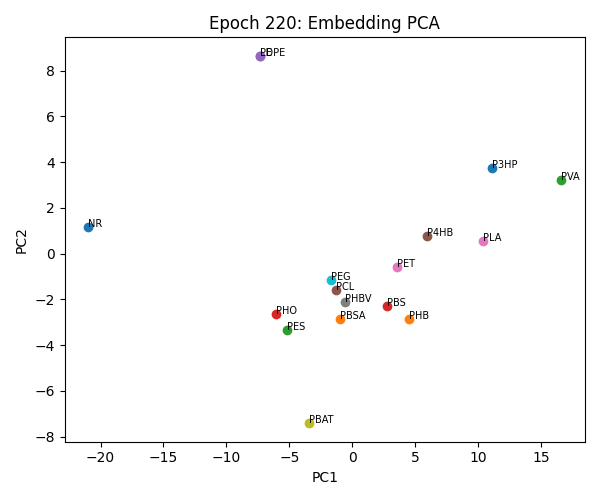 Epoch 220: Embedding PCA
8
6
4
2
0
−2
−4
−6
−8
PC2
P3HP
PVA
NR
P4HB
PLA
PET
PEG
PCL
PHBV
PBS
PHO
PBSA
PHB
PES
PBAT
−20
−15
−10
−5
0
5
10
15
PC1